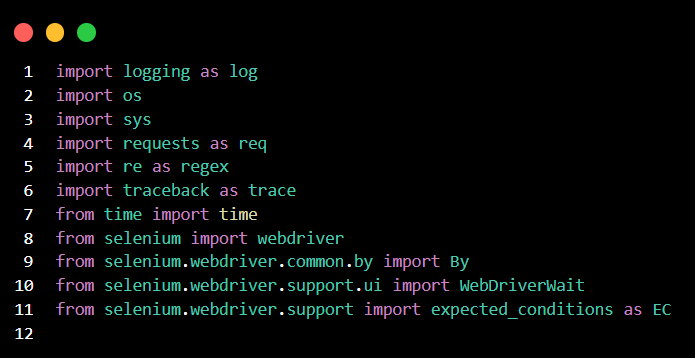 1 import logging as log
2 import os
3 import sys
4 import requests as req
5 import re as regex
6 import traceback as trace
7 from time import time
8 from selenium import webdriver
9 from selenium.webdriver.common.by import By
10 from selenium.webdriver.support.ui import WebDriverWait
11 from selenium.webdriver.support import expected_conditions as EC
12